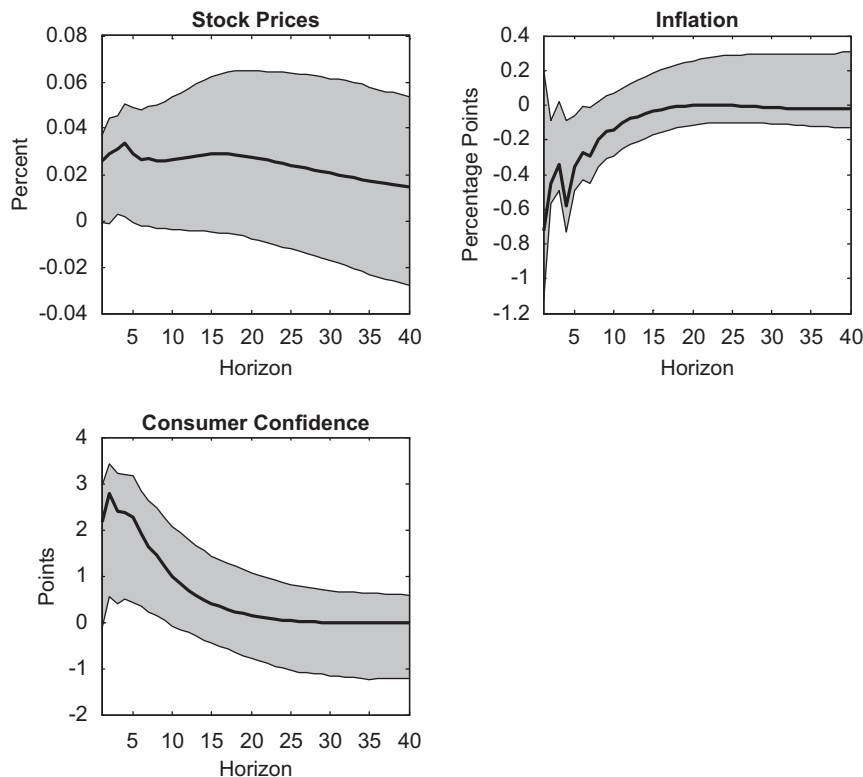 Stock Prices
0.08
0.06
0.04
0.02
0
-0.02
-0.04
Percent
5 10 15 20 25 30 35 40
Horizon
Inflation
0.4
0.2
0
-0.2
-0.4
-0.6
-0.8
-1
-1.2
Percentage Points
5 10 15 20 25 30 35 40
Horizon
Consumer Confidence
4
3
2
1
0
-1
-2
Points
5 10 15 20 25 30 35 40
Horizon